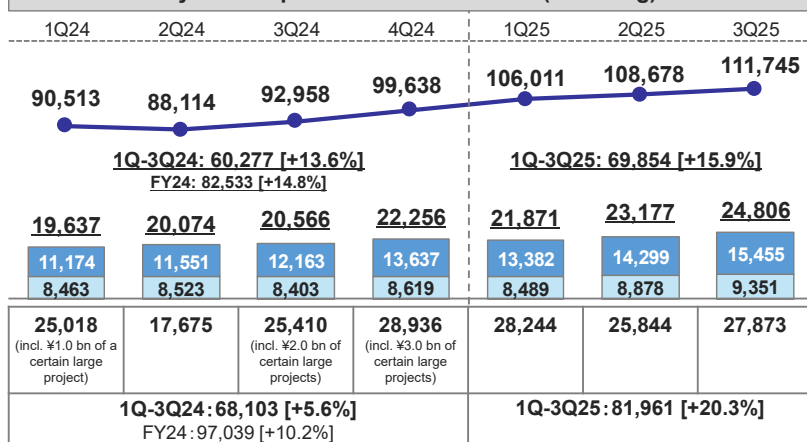 1Q24 2Q24 3Q24 4Q24 1Q25 2Q25 3Q25
90,513 88,114 92,958 99,638 106,011 108,678 111,745
1Q-3Q24: 60,277 [+13.6%] 1Q-3Q25: 69,854 [+15.9%]
FY24: 82,533 [+14.8%]
19,637 20,074 20,566 22,256 21,871 23,177 24,806
11,174 11,551 12,163 13,637 13,382 14,299 15,455
8,463 8,523 8,403 8,619 8,489 8,878 9,351
25,018 17,675 25,410 28,936 28,244 25,844 27,873
(incl. ¥1.0 bn of a (incl. ¥2.0 bn of (incl. ¥3.0 bn of
certain large certain large certain large
project) projects) projects)
1Q-3Q24:68,103 [+5.6%] 1Q-3Q25:81,961 [+20.3%]
FY24:97,039 [+10.2%]